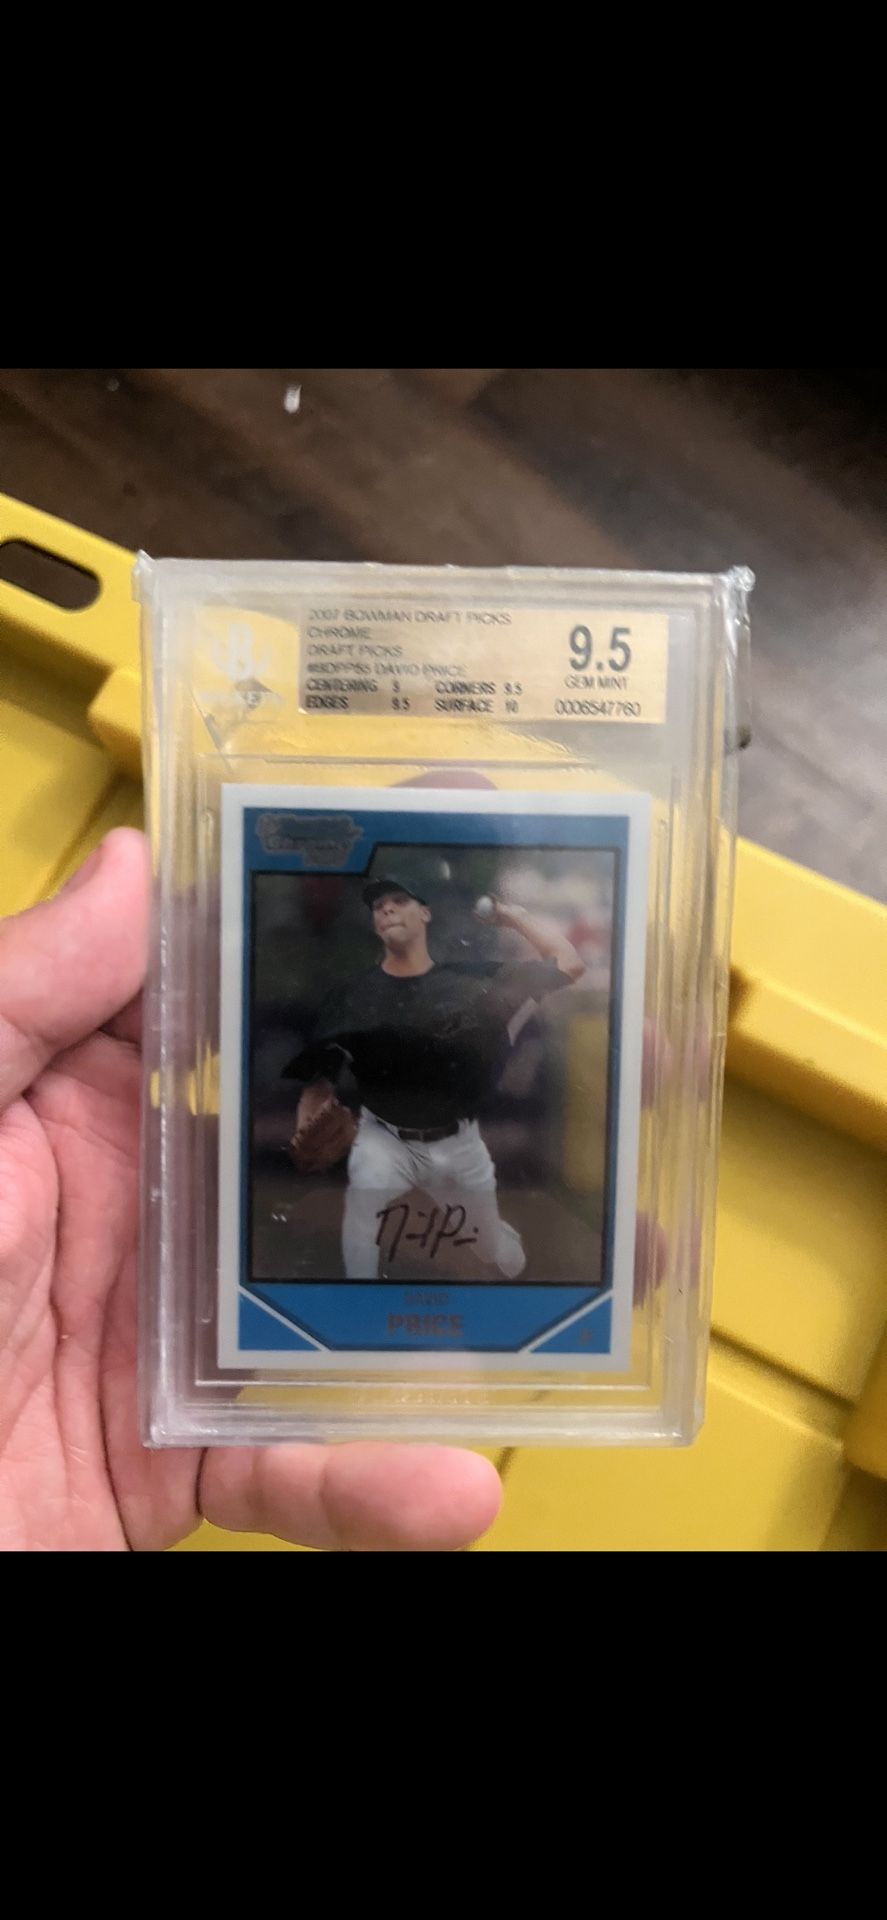 2007 BOWMAN DRAFT PICKS
CHROME
DRAFT PICKS
#BDPP55 DAVID PRICE
CENTERING 9 CORNERS 9.5
EDGES 9.5 SURFACE 10
9.5
GEM MINT
0006547760
DAVID
PRICE